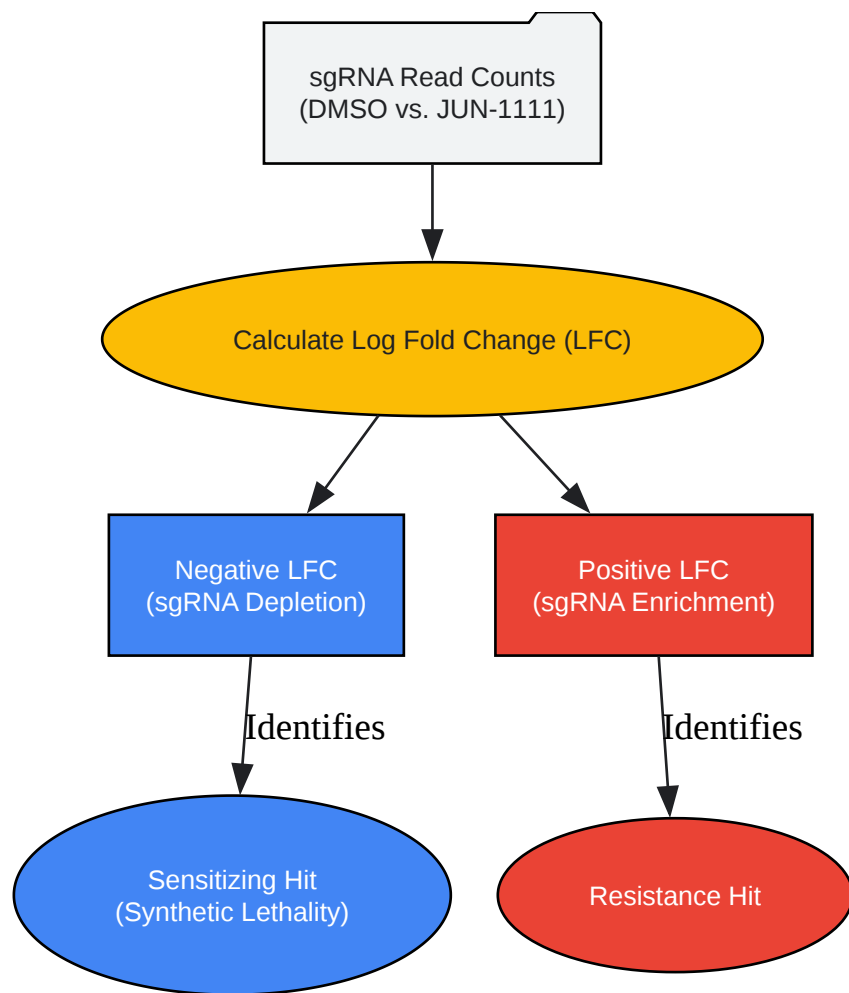 sgRNA Read Counts
(DMSO vs. JUN-1111)
Calculate Log Fold Change (LFC)
Negative LFC
(sgRNA Depletion)
Positive LFC
(sgRNA Enrichment)
Identifies
Identifies
Sensitizing Hit
(Synthetic Lethality)
Resistance Hit